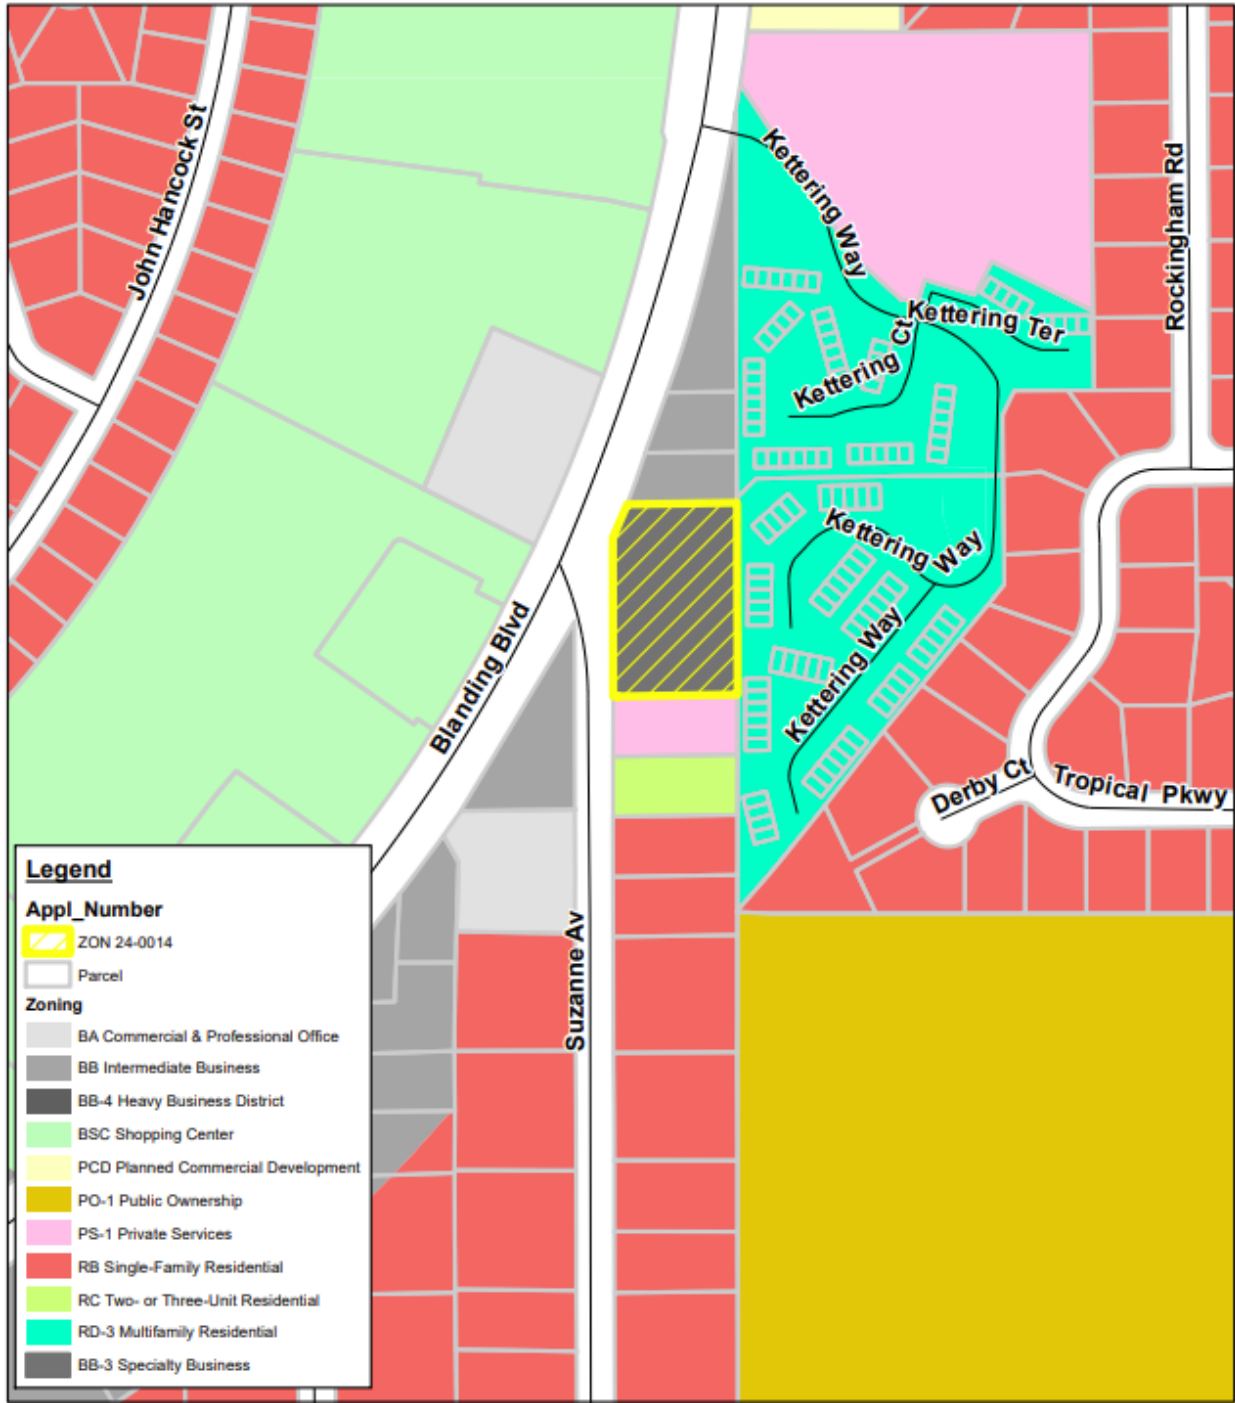 John Hancock St
Kettering Way
Rockingham Rd
Kettering Ter
Kettering Ct
Kettering Way
Kettering Way
Blanding Blvd
Derby Ct
Tropical Pkwy
Suzanne Av
Legend
Appl_Number
ZON 24-0014
Parcel
Zoning
BA Commercial & Professional Office
BB Intermediate Business
BB-4 Heavy Business District
BSC Shopping Center
PCD Planned Commercial Development
PO-1 Public Ownership
PS-1 Private Services
RB Single-Family Residential
RC Two- or Three-Unit Residential
RD-3 Multifamily Residential
BB-3 Specialty Business